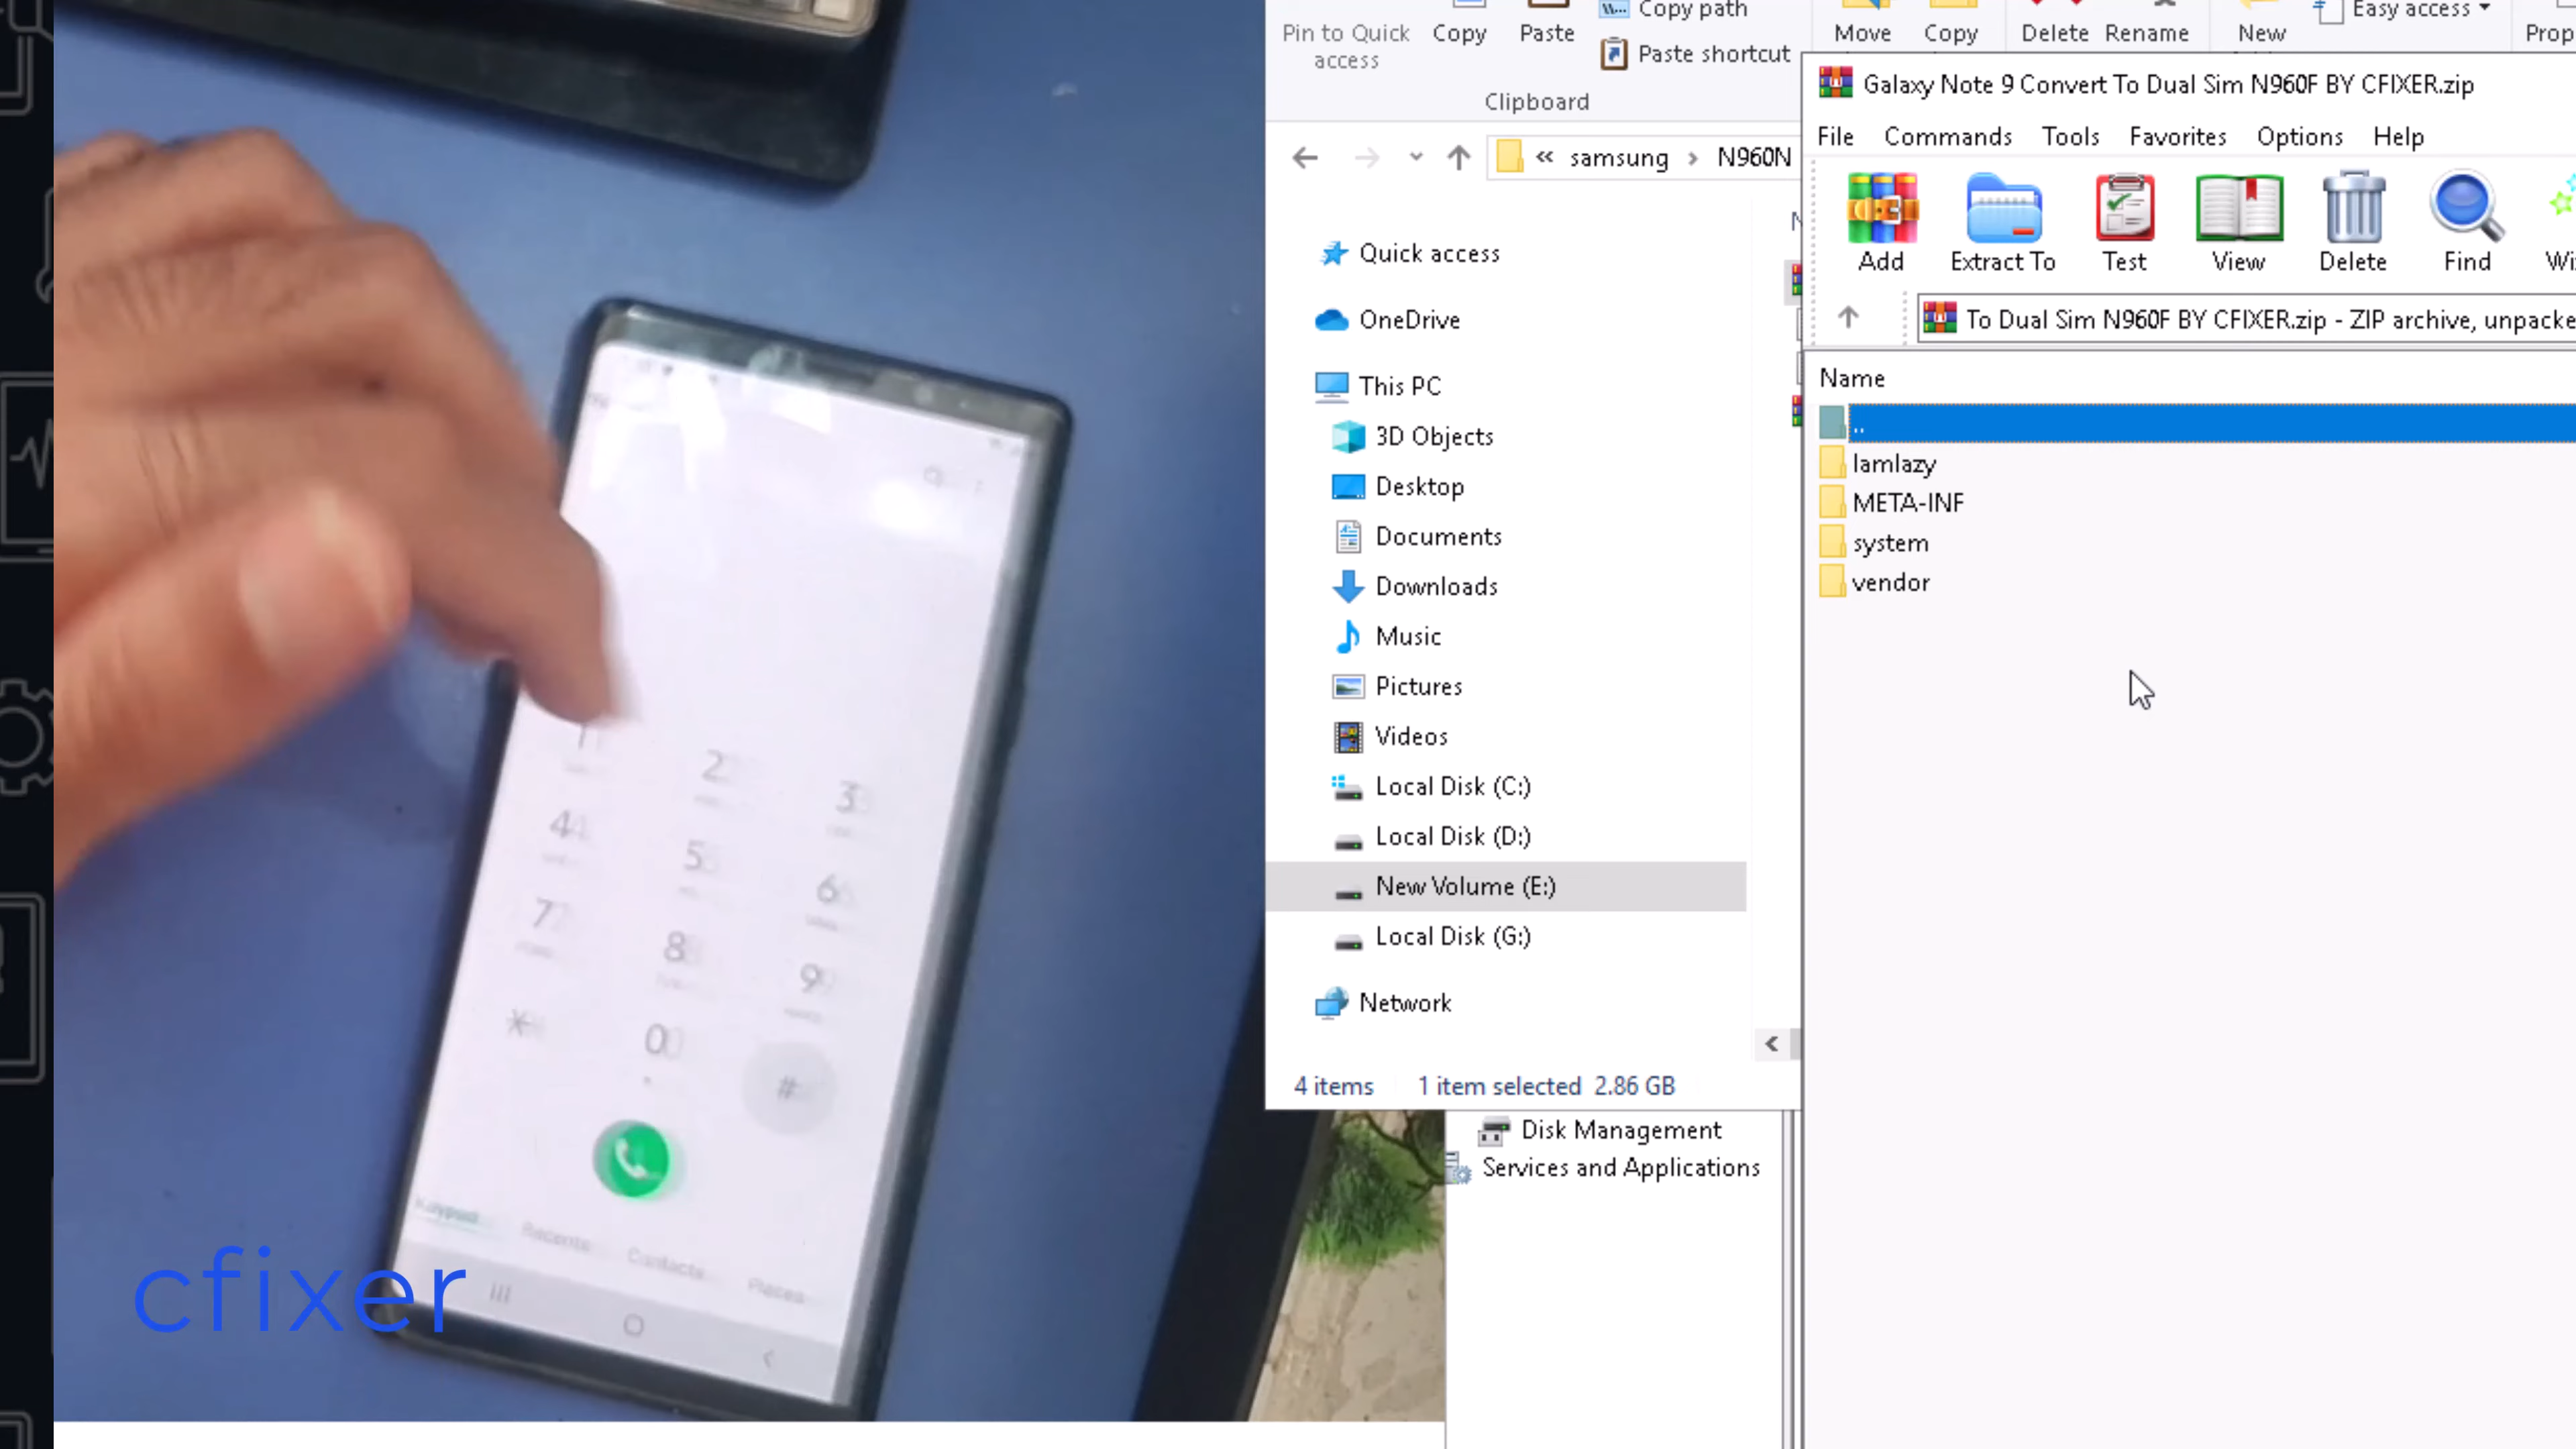 Pin to Quick access
Copy
Paste
Copy path
Paste shortcut
Clipboard
Move
Copy
Delete
Rename
New
Easy access
samsung
N960N
Quick access
OneDrive
This PC
3D Objects
Desktop
Documents
Downloads
Music
Pictures
Videos
Local Disk (C:)
Local Disk (D:)
New Volume (E:)
Local Disk (G:)
Network
4 items
1 item selected 2.86 GB
Disk Management
Services and Applications
Galaxy Note 9 Convert To Dual Sim N960F BY CFIXER.zip
File Commands Tools Favorites Options Help
Add
Extract To
Test
View
Delete
Find
To Dual Sim N960F BY CFIXER.zip - ZIP archive, unpacke
Name
..
META-INF
system
vendor
1
2
3
4
5
6
7
8
9
*
0
#
Keypad
Recents
Contacts
Places
cfixer